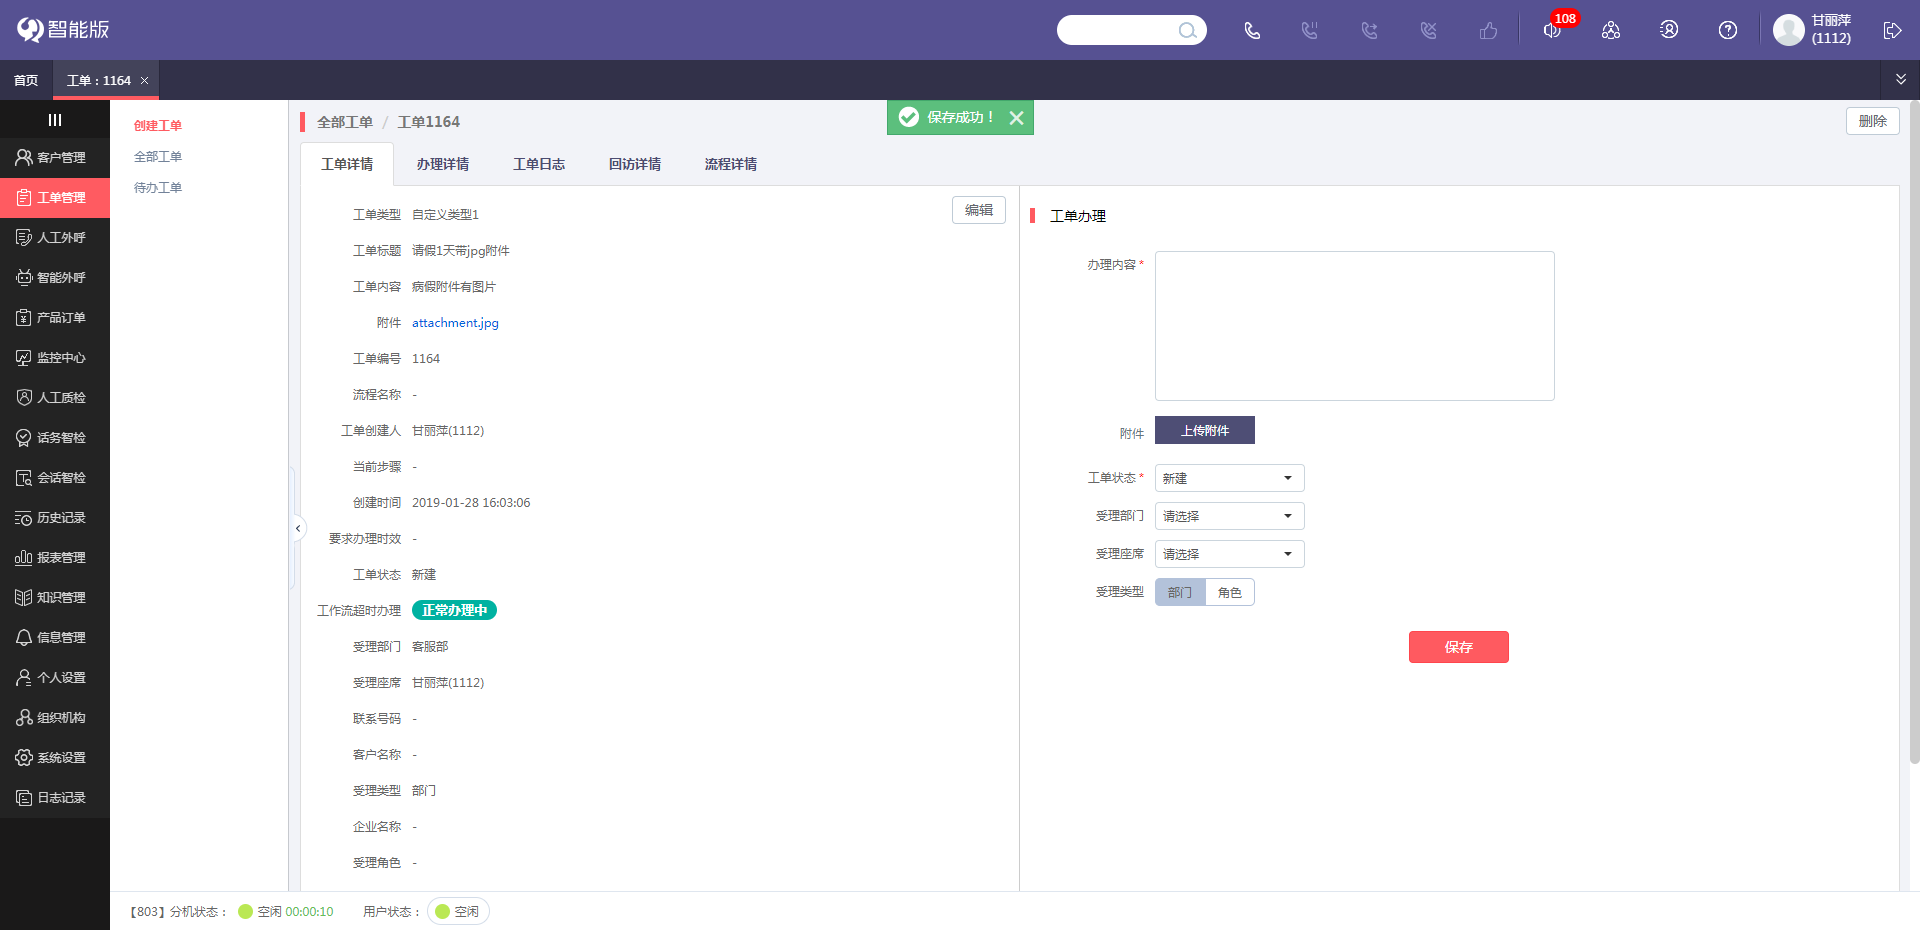 智能版
108
甘丽萍
(1112)
首页
工单：1164
客户管理
工单管理
人工外呼
智能外呼
产品订单
监控中心
人工质检
话务智检
会话智检
历史记录
报表管理
知识管理
信息管理
个人设置
组织机构
系统设置
日志记录
创建工单
全部工单
待办工单
全部工单 / 工单1164
保存成功！
删除
工单详情 办理详情 工单日志 回访详情 流程详情
编辑
工单类型 自定义类型1
工单标题 请假1天带jpg附件
工单内容 病假附件有图片
附件 attachment.jpg
工单编号 1164
流程名称 -
工单创建人 甘丽萍(1112)
当前步骤 -
创建时间 2019-01-28 16:03:06
要求办理时效 -
工单状态 新建
工作流超时办理 正常办理中
受理部门 客服部
受理座席 甘丽萍(1112)
联系号码 -
客户名称 -
受理类型 部门
企业名称 -
受理角色 -
工单办理
办理内容 *
附件 上传附件
工单状态 * 新建
受理部门 请选择
受理座席 请选择
受理类型 部门 角色
保存
【803】分机状态： 空闲 00:00:10 用户状态： 空闲